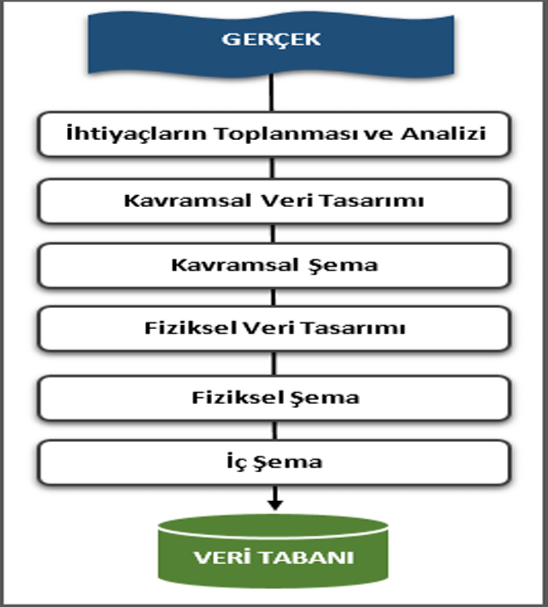 GERÇEK
İhtiyaçların Toplanması ve Analizi
Kavramsal Veri Tasarımı
Kavramsal Şema
Fiziksel Veri Tasarımı
Fiziksel Şema
İç Şema
VERİ TABANI